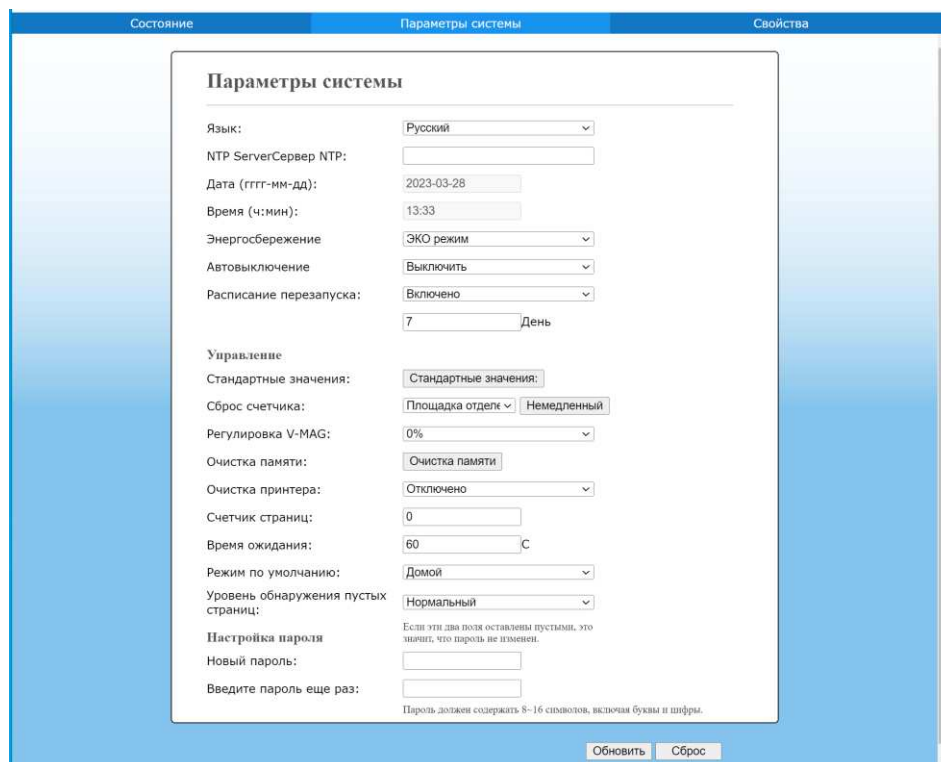 Состояние Параметры системы Свойства
Параметры системы
Язык: Русский
NTP ServerСервер NTP:
Дата (гггг-мм-дд): 2023-03-28
Время (ч:мин): 13:33
Энергосбережение ЭКО режим
Автовыключение Выключить
Расписание перезапуска: Включено
7 День
Управление
Стандартные значения: Стандартные значения:
Сброс счетчика: Площадка отделе Немедленный
Регулировка V-MAG: 0%
Очистка памяти: Очистка памяти
Очистка принтера: Отключено
Счетчик страниц: 0
Время ожидания: 60 С
Режим по умолчанию: Домой
Уровень обнаружения пустых
страниц: Нормальный
Если эти два поля оставлены пустыми, это
значит, что пароль не изменен.
Настройка пароля
Новый пароль:
Введите пароль еще раз:
Пароль должен содержать 8~16 символов, включая буквы и цифры.
Обновить Сброс